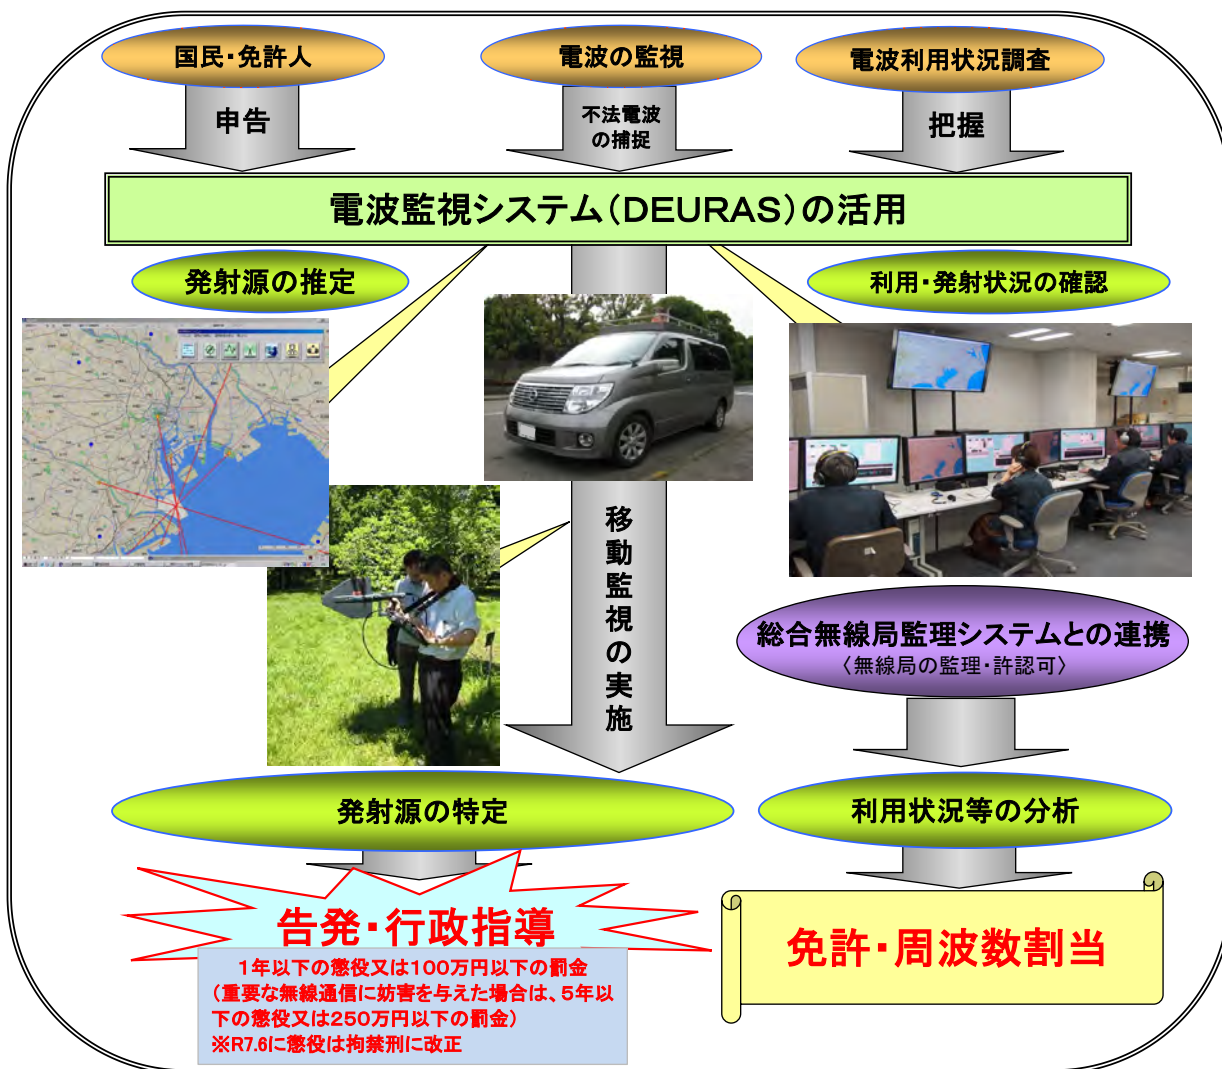 国民・免許人
電波の監視
電波利用状況調査
申告
不法電波
の捕捉
把握
電波監視システム（DEURAS）の活用
発射源の推定
利用・発射状況の確認
移動監視の実施
総合無線局監理システムとの連携
〈無線局の監理・許認可〉
発射源の特定
利用状況等の分析
告発・行政指導
1年以下の懲役又は100万円以下の罰金
（重要な無線通信に妨害を与えた場合は、5年以
下の懲役又は250万円以下の罰金）
※R7.6に懲役は拘禁刑に改正
免許・周波数割当